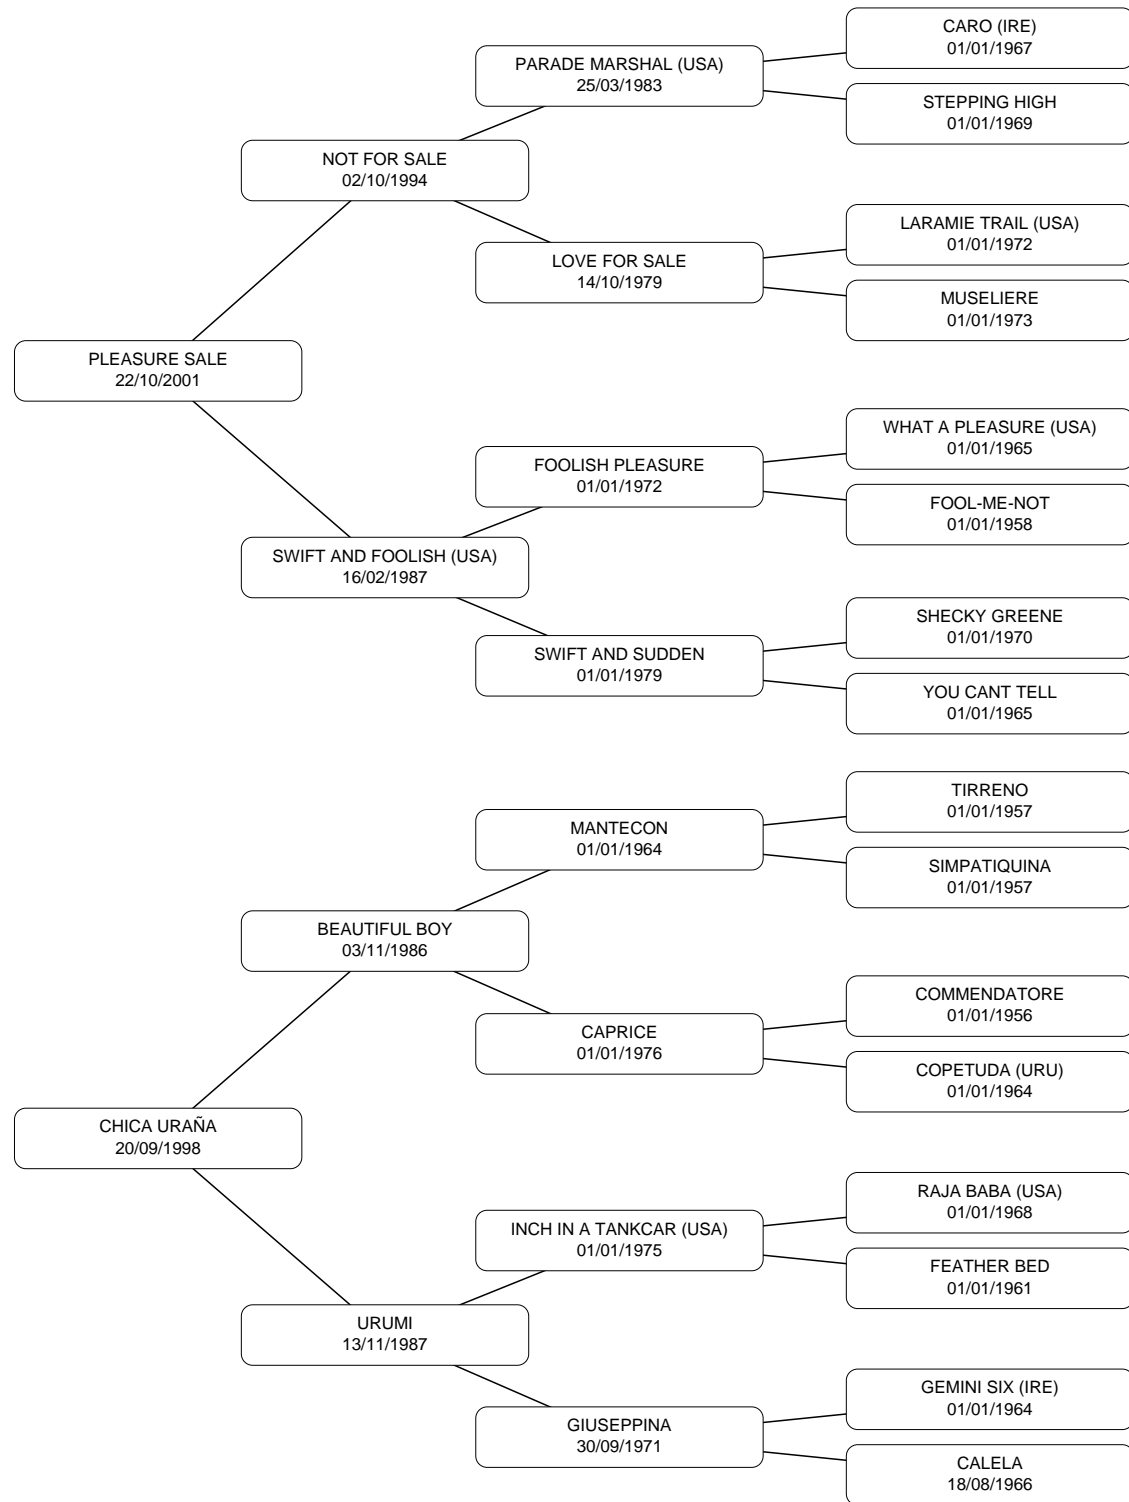 CARO (IRE)
01/01/1967
PARADE MARSHAL (USA)
25/03/1983
STEPPING HIGH
01/01/1969
NOT FOR SALE
02/10/1994
LARAMIE TRAIL (USA)
01/01/1972
LOVE FOR SALE
14/10/1979
MUSELIERE
01/01/1973
PLEASURE SALE
22/10/2001
WHAT A PLEASURE (USA)
01/01/1965
FOOLISH PLEASURE
01/01/1972
FOOL-ME-NOT
01/01/1958
SWIFT AND FOOLISH (USA)
16/02/1987
SHECKY GREENE
01/01/1970
SWIFT AND SUDDEN
01/01/1979
YOU CANT TELL
01/01/1965
TIRRENO
01/01/1957
MANTECON
01/01/1964
SIMPATIQUINA
01/01/1957
BEAUTIFUL BOY
03/11/1986
COMMENDATORE
01/01/1956
CAPRICE
01/01/1976
COPETUDA (URU)
01/01/1964
CHICA URAÑA
20/09/1998
RAJA BABA (USA)
01/01/1968
INCH IN A TANKCAR (USA)
01/01/1975
FEATHER BED
01/01/1961
URUMI
13/11/1987
GEMINI SIX (IRE)
01/01/1964
GIUSEPPINA
30/09/1971
CALELA
18/08/1966